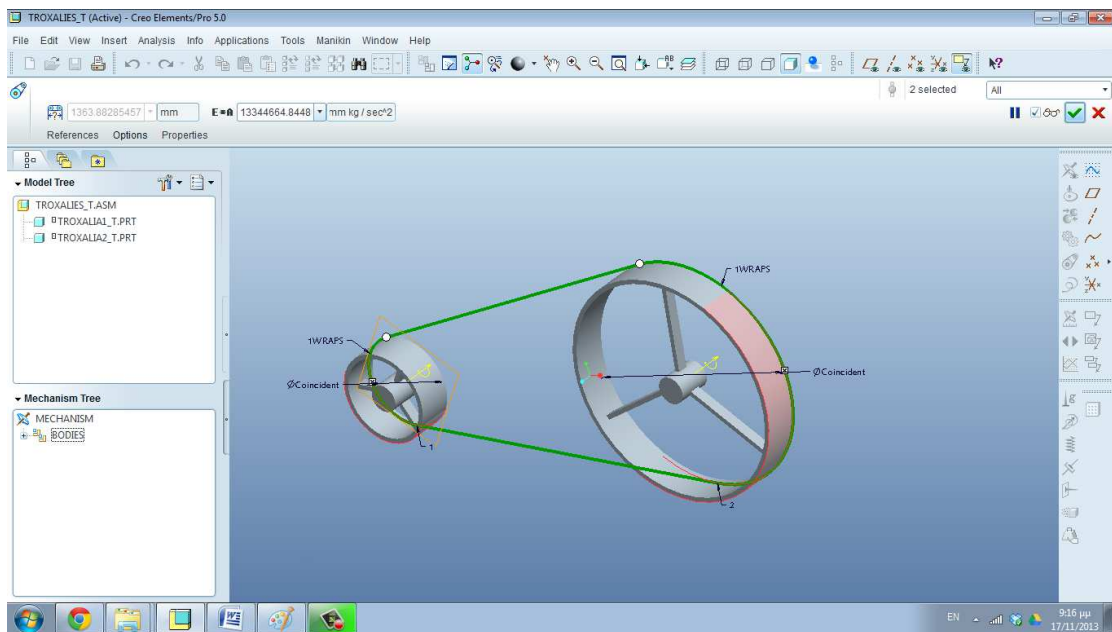 TROXALIES_T (Active) - Creo Elements/Pro 5.0
File Edit View Insert Analysis Info Applications Tools Manikin Window Help
2 selected All
1363.88285457 mm E*A 13344664.8448 mm kg / sec^2
References Options Properties
Model Tree
TROXALIES_T.ASM
TROXALIA1_T.PRT
TROXALIA2_T.PRT
Mechanism Tree
MECHANISM
BODIES
1WRAPS
1WRAPS
ØCoincident
ØCoincident
1
2
EN
9:16 μμ
17/11/2013